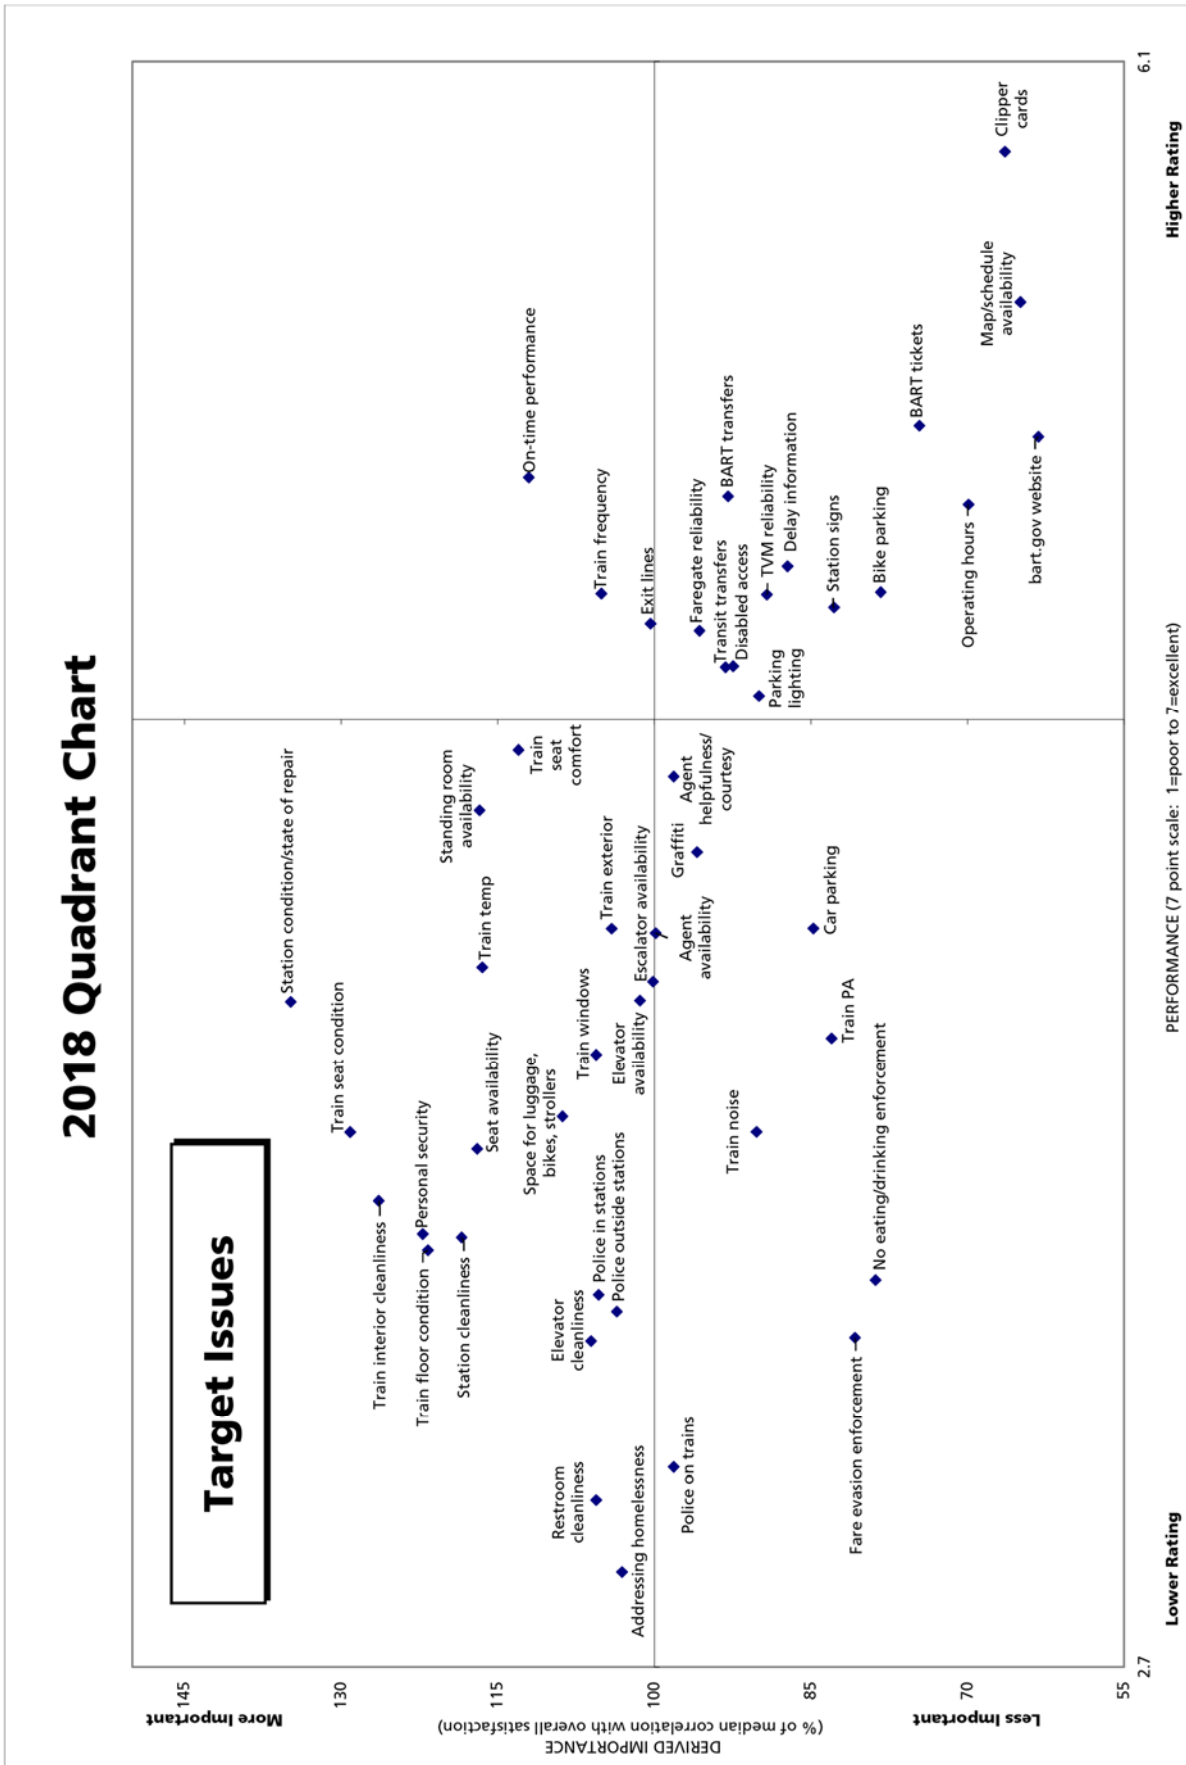 2018 Quadrant Chart
Target Issues
More Important
DERIVED IMPORTANCE
(% of median correlation with overall satisfaction)
Less Important
145
130
115
100
85
70
55
2.7
6.1
Lower Rating
PERFORMANCE (7 point scale:  1=poor to 7=excellent)
Higher Rating
Station condition/state of repair
Train seat condition
Train interior cleanliness
Personal security
Train floor condition
Station cleanliness
Seat availability
Train temp
Standing room
availability
Train
seat
comfort
Space for luggage,
bikes, strollers
Train windows
Train exterior
Elevator
availability
Escalator availability
Agent
availability
Police in stations
Police outside stations
Elevator
cleanliness
Restroom
cleanliness
Addressing homelessness
On-time performance
Train frequency
Exit lines
Police on trains
Graffiti
Agent
helpfulness/
courtesy
Train noise
Car parking
Train PA
Fare evasion enforcement
No eating/drinking enforcement
Faregate reliability
Transit transfers
Disabled access
BART transfers
Parking
lighting
TVM reliability
Delay information
Station signs
Bike parking
BART tickets
Operating hours
bart.gov website
Map/schedule
availability
Clipper
cards